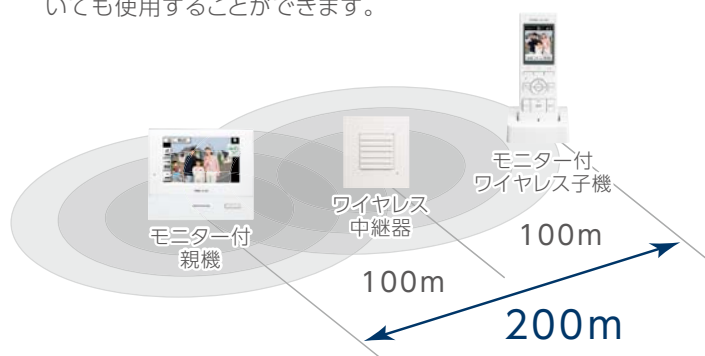 いても使用することができます。
モニター付
親機
ワイヤレス
中継器
モニター付
ワイヤレス子機
100m
100m
200m